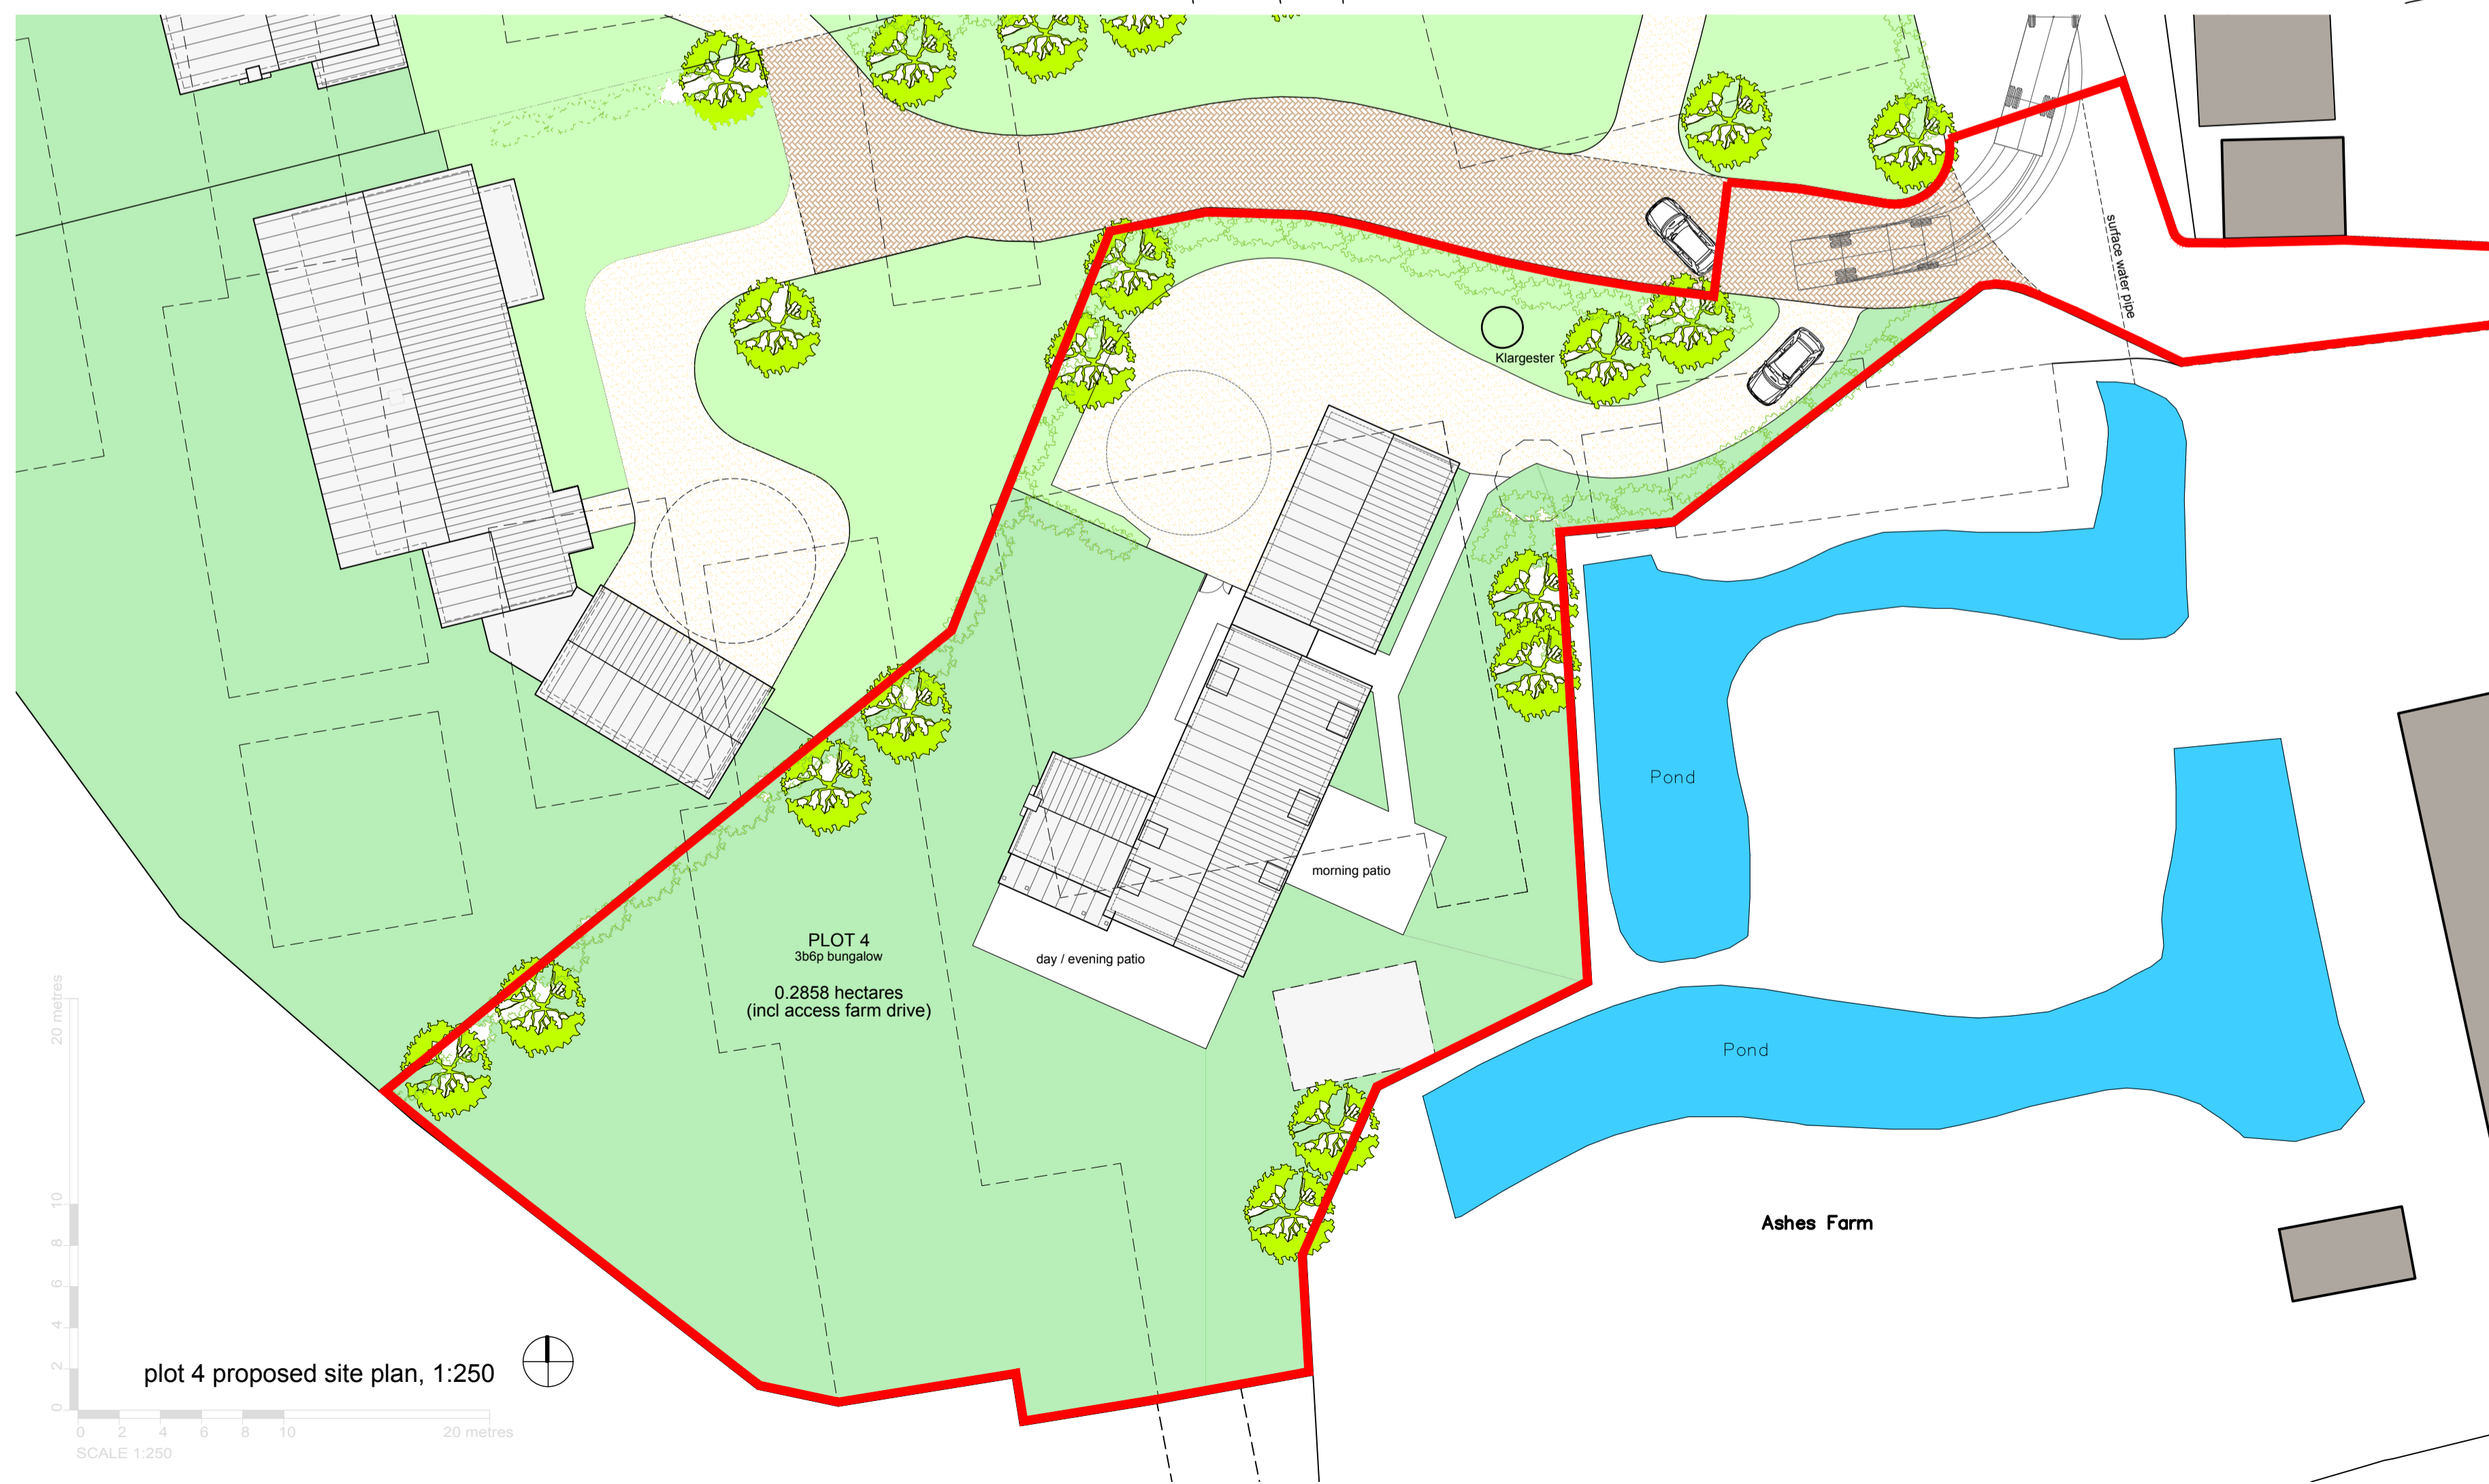 surface water pipe
Klargester
Pond
morning patio
PLOT 4
3b6p bungalow
day / evening patio
0.2858 hectares
(incl access farm drive)
Pond
Ashes Farm
20 metres
10
8
6
4
2
0
plot 4 proposed site plan, 1:250
0 2 4 6 8 10 20 metres
SCALE 1:250